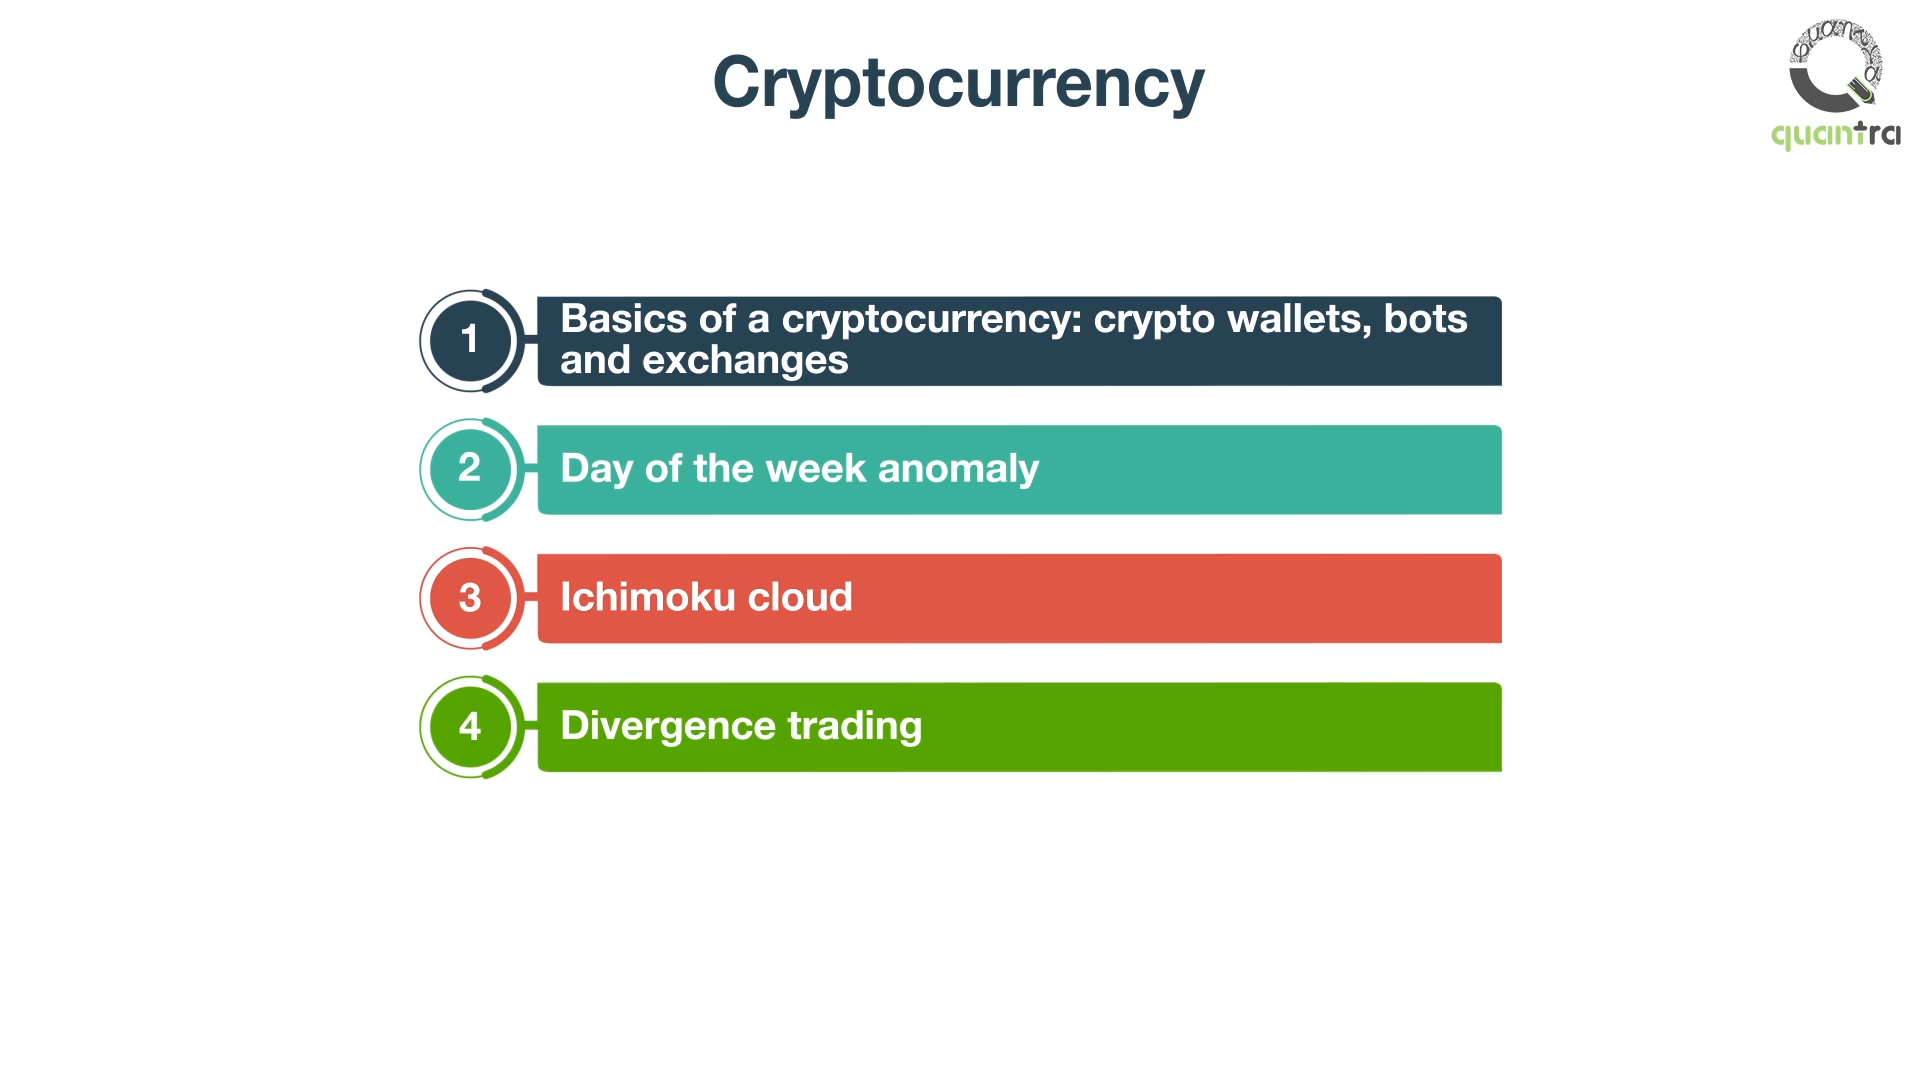 Cryptocurrency
quantra
1
Basics of a cryptocurrency: crypto wallets, bots
and exchanges
2
Day of the week anomaly
3
Ichimoku cloud
4
Divergence trading